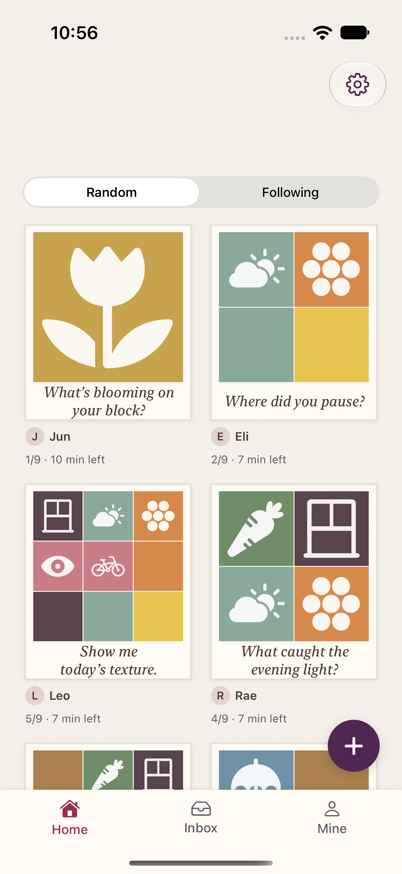 10:56
Random
Following
What's blooming on
your block?
J Jun
1/9 · 10 min left
Where did you pause?
E Eli
2/9 · 7 min left
Show me
today's texture.
L Leo
5/9 · 7 min left
What caught the
evening light?
R Rae
4/9 · 7 min left
Home
Inbox
Mine